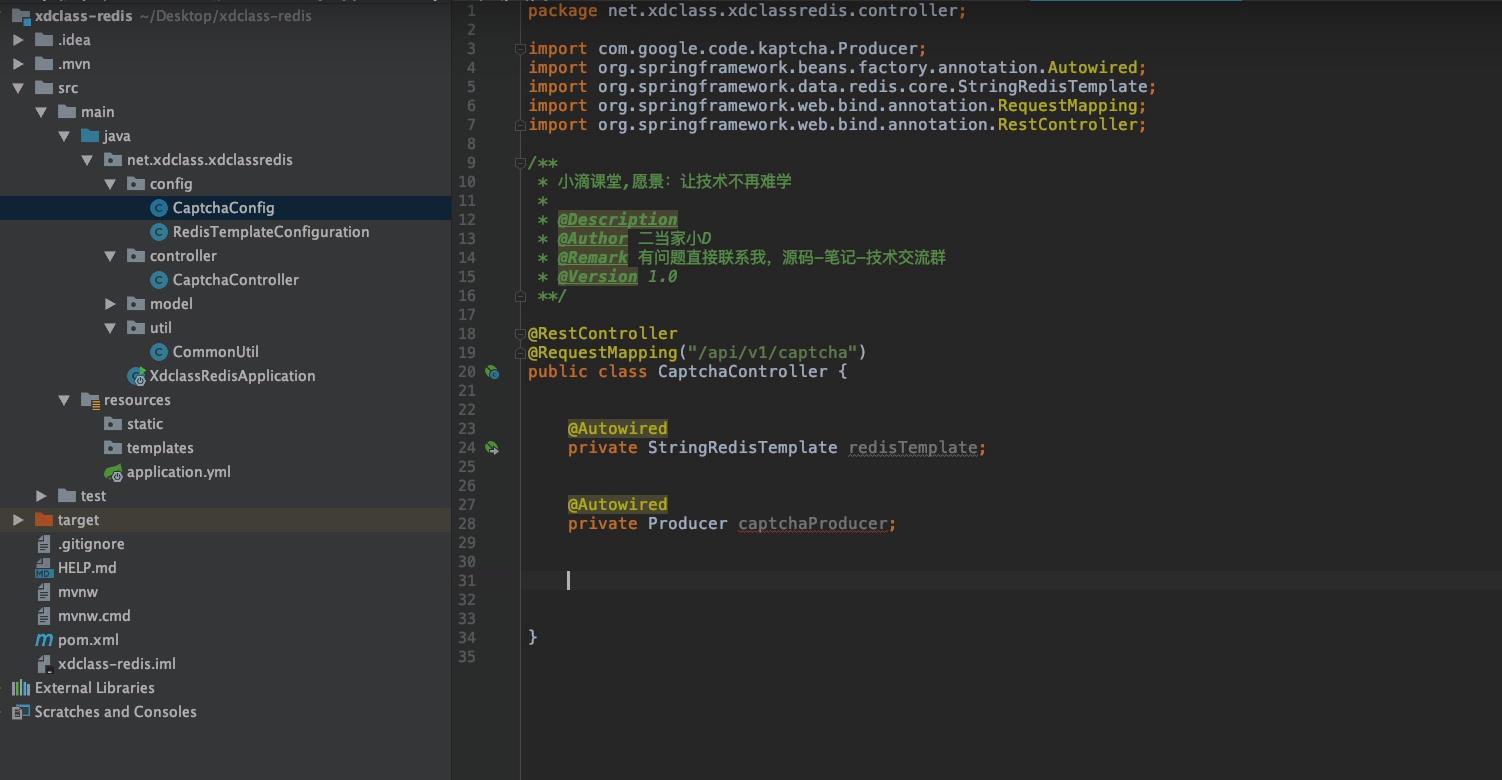 xdclass-redis ~/Desktop/xdclass-redis
.idea
.mvn
src
main
java
net.xdclass.xdclassredis
config
CaptchaConfig
RedisTemplateConfiguration
controller
CaptchaController
model
util
CommonUtil
XdclassRedisApplication
resources
static
templates
application.yml
test
target
.gitignore
HELP.md
mvnw
mvnw.cmd
pom.xml
xdclass-redis.iml
External Libraries
Scratches and Consoles
1 package net.xdclass.xdclassredis.controller;
2
3 import com.google.code.kaptcha.Producer;
4 import org.springframework.beans.factory.annotation.Autowired;
5 import org.springframework.data.redis.core.StringRedisTemplate;
6 import org.springframework.web.bind.annotation.RequestMapping;
7 import org.springframework.web.bind.annotation.RestController;
8
9 /**
10 * 小滴课堂,愿景：让技术不再难学
11 *
12 * @Description
13 * @Author 二当家小D
14 * @Remark 有问题直接联系我，源码-笔记-技术交流群
15 * @Version 1.0
16 **/
17
18 @RestController
19 @RequestMapping("/api/v1/captcha")
20 public class CaptchaController {
21
22
23 @Autowired
24 private StringRedisTemplate redisTemplate;
25
26
27 @Autowired
28 private Producer captchaProducer;
29
30
31
32
33
34 }
35